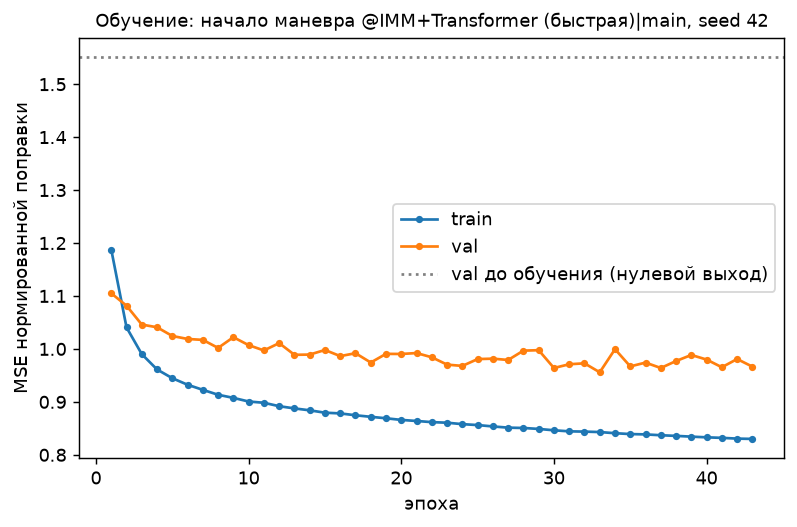 Обучение: начало маневра @IMM+Transformer (быстрая)|main, seed 42
MSE нормированной поправки
1.5
1.4
1.3
1.2
1.1
1.0
0.9
0.8
train
val
val до обучения (нулевой выход)
0
10
20
30
40
эпоха